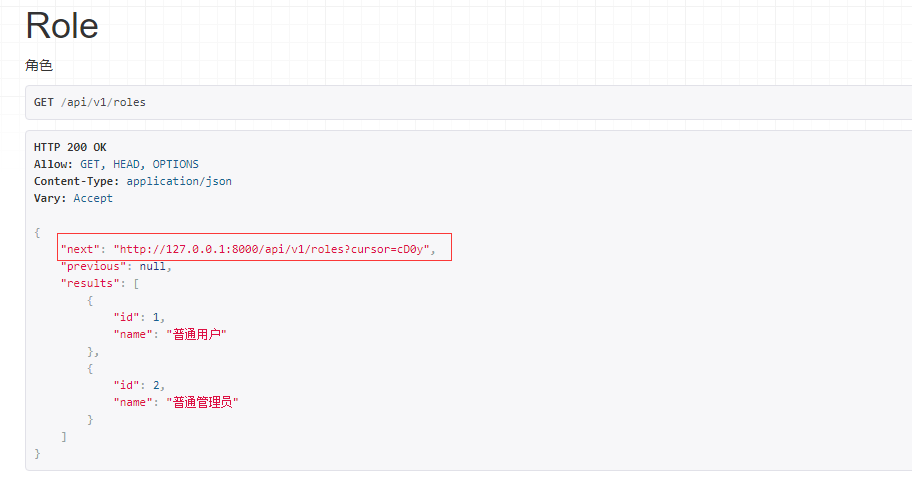 Role
角色
GET /api/v1/roles
HTTP 200 OK
Allow: GET, HEAD, OPTIONS
Content-Type: application/json
Vary: Accept
{
"next": "http://127.0.0.1:8000/api/v1/roles?cursor=cD0y",
"previous": null,
"results": [
{
"id": 1,
"name": "普通用户"
},
{
"id": 2,
"name": "普通管理员"
}
]
}